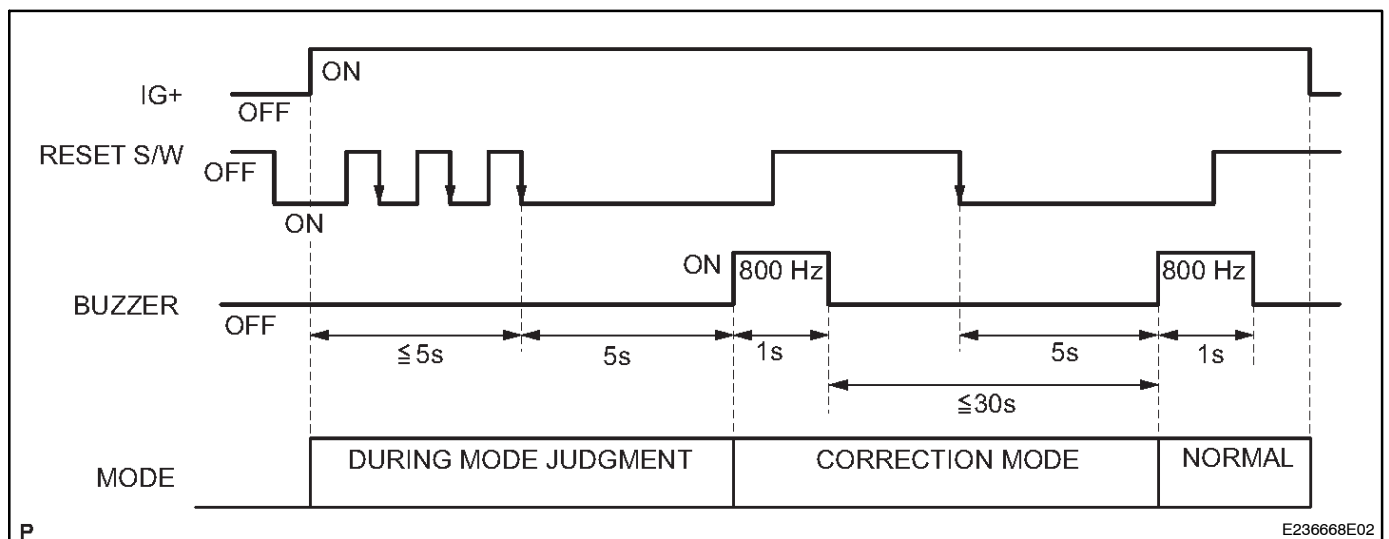 ON
IG+
OFF
RESET S/W
OFF
ON
ON
800 Hz
800 Hz
BUZZER
OFF
≦5s
5s
1s
5s
1s
≦30s
MODE
DURING MODE JUDGMENT
CORRECTION MODE
NORMAL
P
E236668E02